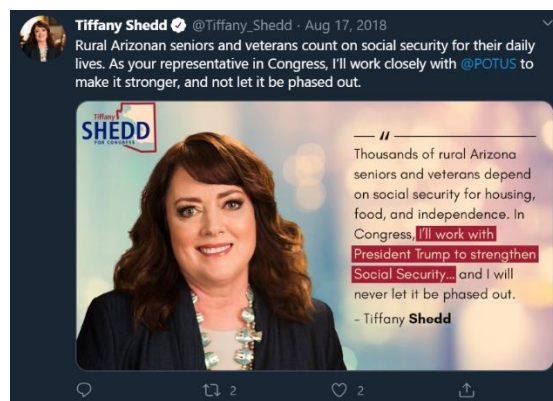 Tiffany Shedd @Tiffany_Shedd · Aug 17, 2018
Rural Arizonan seniors and veterans count on social security for their daily
lives. As your representative in Congress, I'll work closely with @POTUS to
make it stronger, and not let it be phased out.
Tiffany
SHEDD
FOR CONGRESS
"
Thousands of rural Arizona
seniors and veterans depend
on social security for housing,
food, and independence. In
Congress, I'll work with
President Trump to strengthen
Social Security... and I will
never let it be phased out.
- Tiffany Shedd
2
2